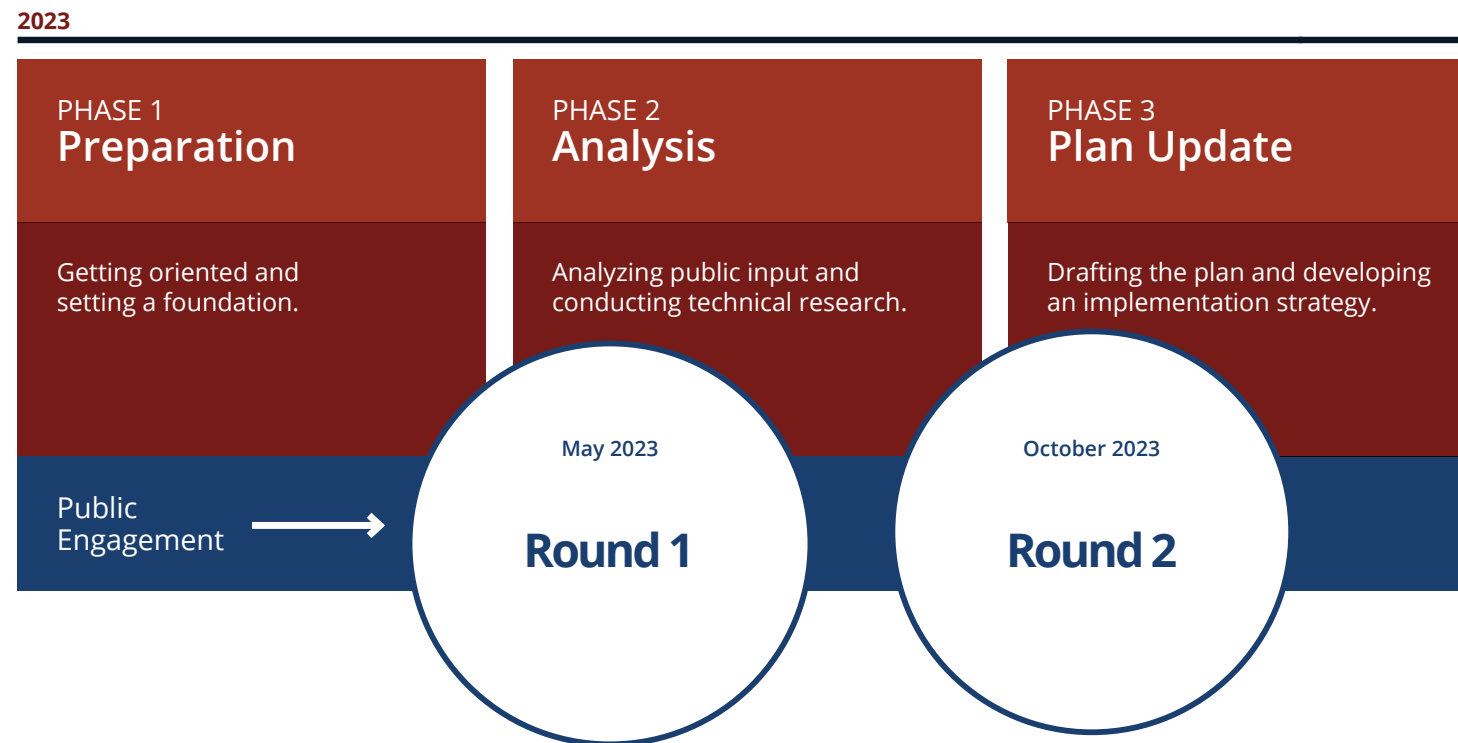 2023
PHASE 1
Preparation
Getting oriented and
setting a foundation.
PHASE 2
Analysis
Analyzing public input and
conducting technical research.
PHASE 3
Plan Update
Drafting the plan and developing
an implementation strategy.
Public
Engagement
May 2023
Round 1
October 2023
Round 2